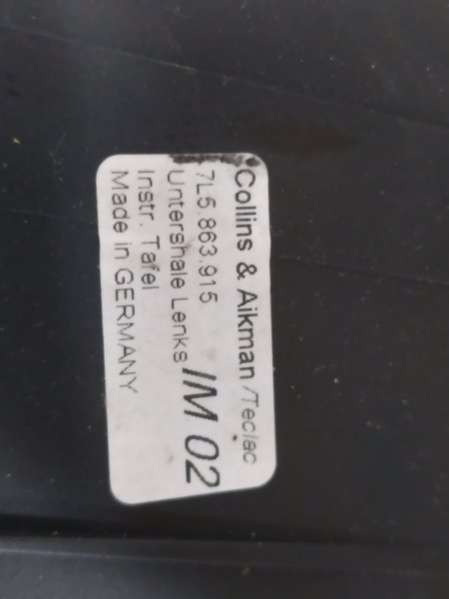 Collins & Aikman /Teclac
7L5.863.915
Untershale Lenks
Instr. Tafel
Made in GERMANY
IM 02